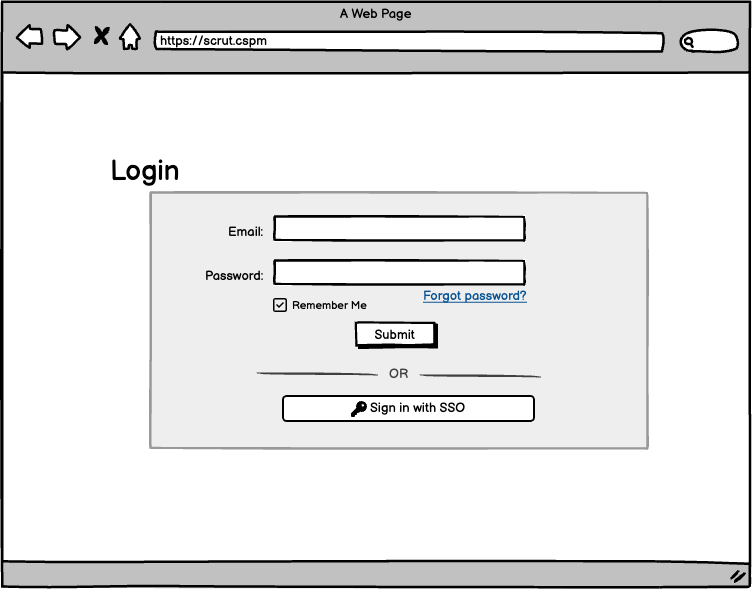 A Web Page
https://scrut.cspm
Login
Email:
Password:
Forgot password?
Remember Me
Submit
OR
Sign in with SSO